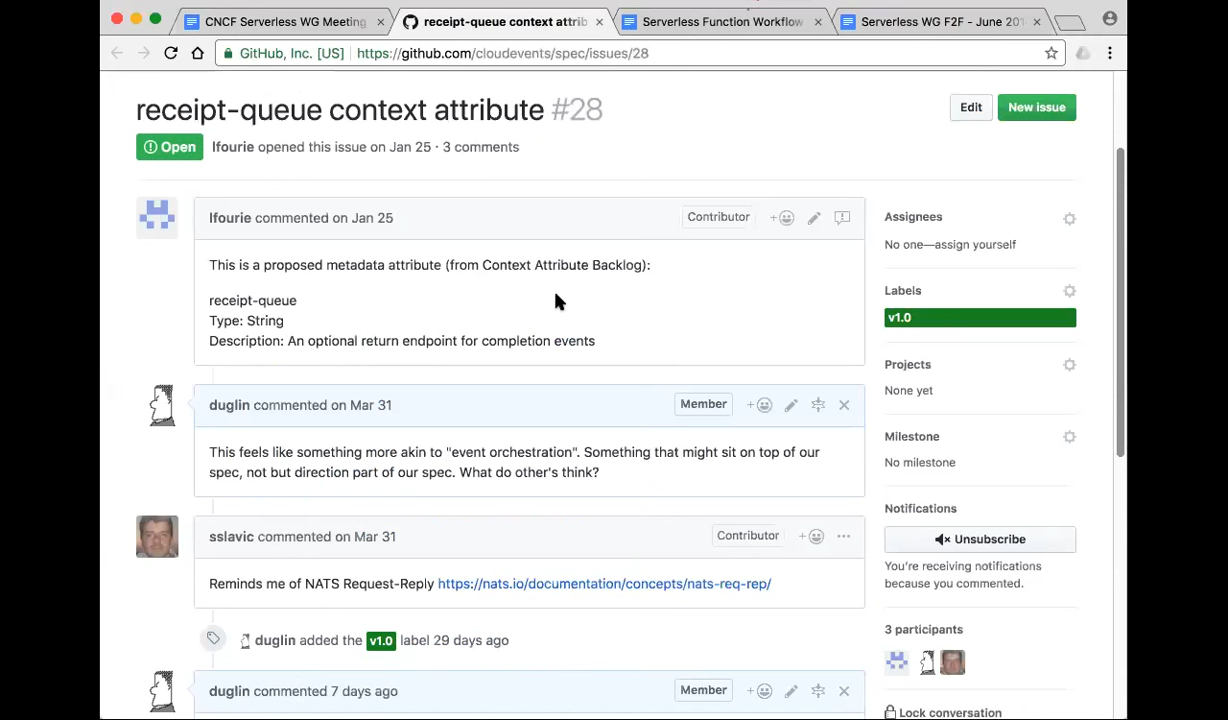 CNCF Serverless WG Meeting
receipt-queue context attrib
Serverless Function Workflow
Serverless WG F2F - June 201
GitHub, Inc. [US]
https://github.com/cloudevents/spec/issues/28
receipt-queue context attribute #28
Edit
New issue
Open
lfourie opened this issue on Jan 25 · 3 comments
lfourie commented on Jan 25
Contributor
This is a proposed metadata attribute (from Context Attribute Backlog):
receipt-queue
Type: String
Description: An optional return endpoint for completion events
duglin commented on Mar 31
Member
This feels like something more akin to "event orchestration". Something that might sit on top of our
spec, not but direction part of our spec. What do other's think?
sslavic commented on Mar 31
Contributor
Reminds me of NATS Request-Reply https://nats.io/documentation/concepts/nats-req-rep/
duglin added the v1.0 label 29 days ago
duglin commented 7 days ago
Member
Assignees
No one—assign yourself
Labels
v1.0
Projects
None yet
Milestone
No milestone
Notifications
Unsubscribe
You're receiving notifications
because you commented.
3 participants
Lock conversation